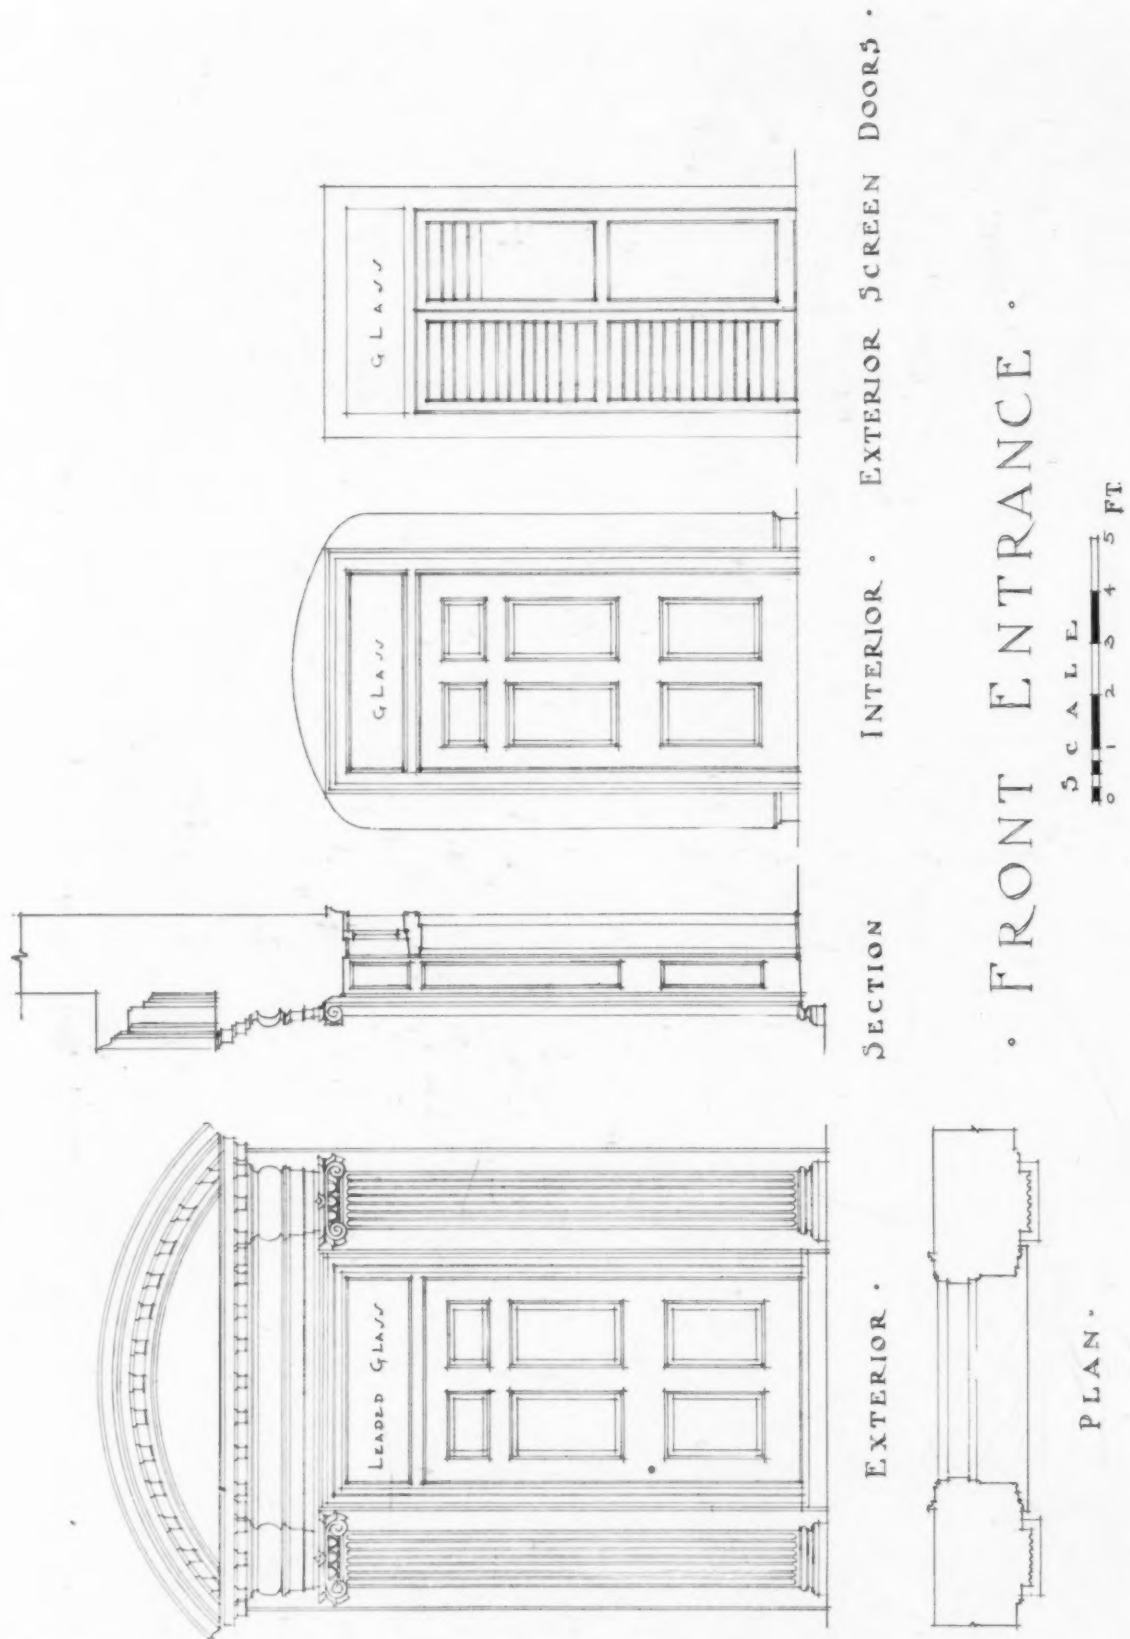 LEADED GLASS
GLASS
GLASS
EXTERIOR ·
SECTION
INTERIOR ·
EXTERIOR SCREEN DOORS ·
PLAN ·
· FRONT ENTRANCE ·
SCALE
0 1 2 3 4 5 FT.